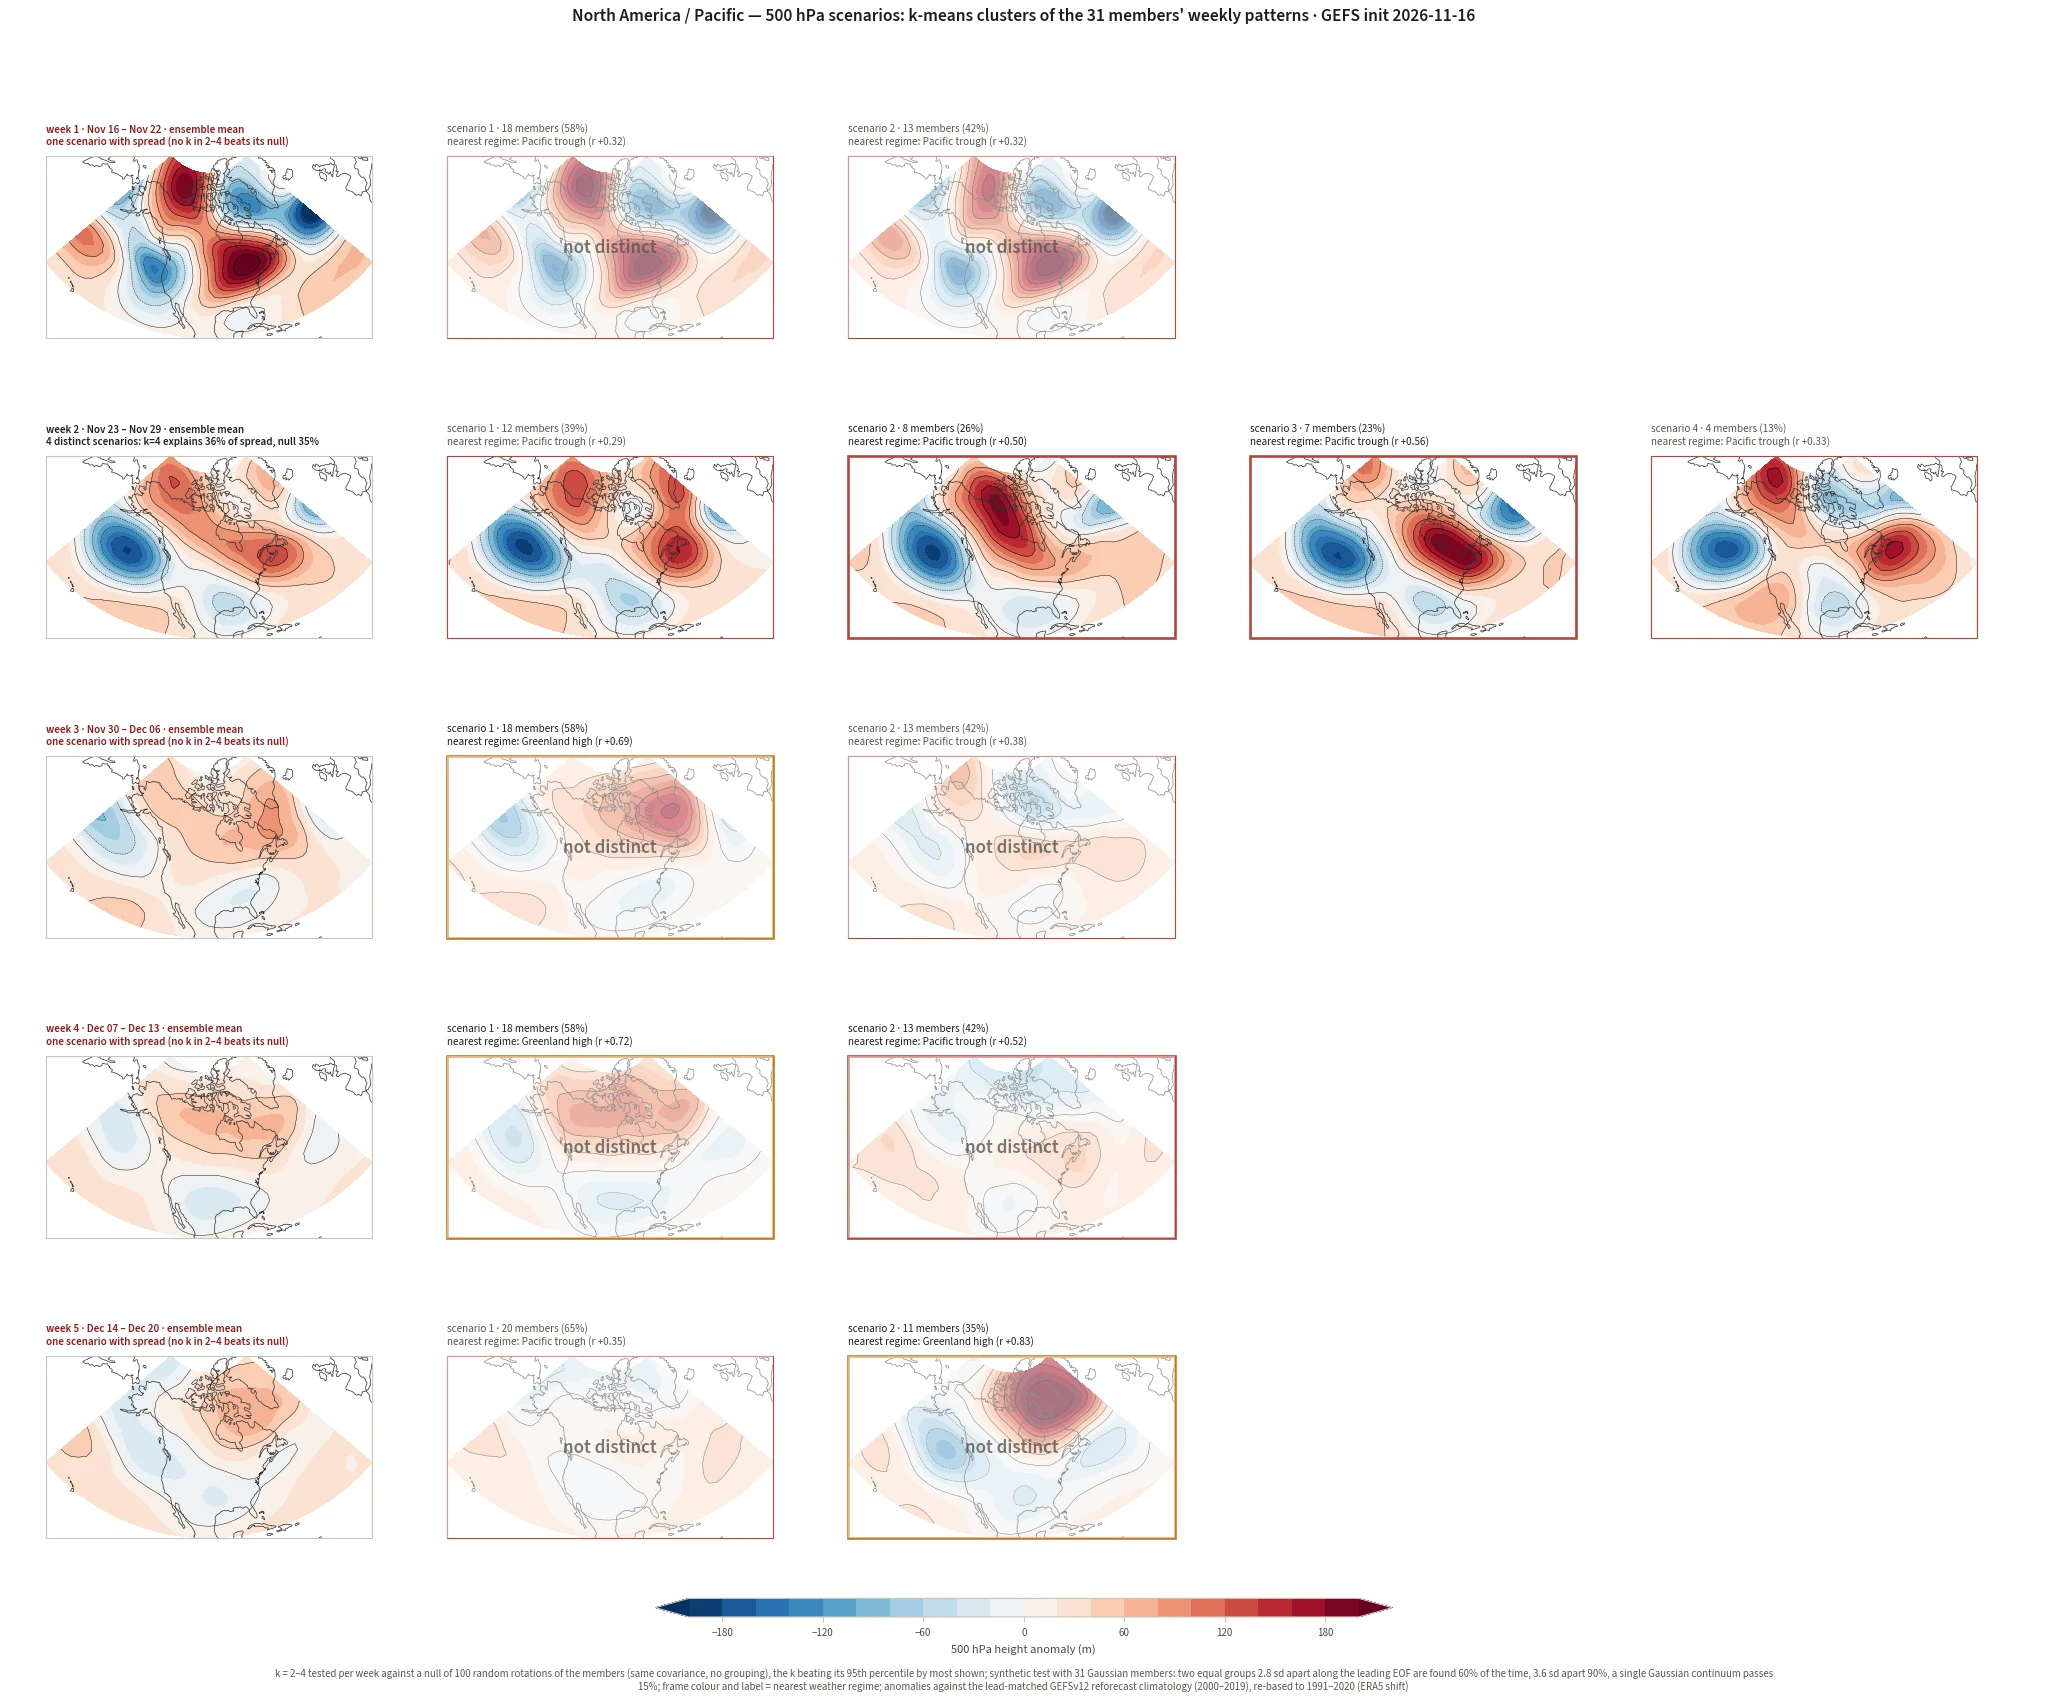 North America / Pacific — 500 hPa scenarios: k-means clusters of the 31 members' weekly patterns · GEFS init 2026-11-16
week 1 · Nov 16 – Nov 22 · ensemble mean
one scenario with spread (no k in 2–4 beats its null)
scenario 1 · 18 members (58%)
nearest regime: Pacific trough (r +0.32)
not distinct
scenario 2 · 13 members (42%)
nearest regime: Pacific trough (r +0.32)
not distinct
week 2 · Nov 23 – Nov 29 · ensemble mean
4 distinct scenarios: k=4 explains 36% of spread, null 35%
scenario 1 · 12 members (39%)
nearest regime: Pacific trough (r +0.29)
scenario 2 · 8 members (26%)
nearest regime: Pacific trough (r +0.50)
scenario 3 · 7 members (23%)
nearest regime: Pacific trough (r +0.56)
scenario 4 · 4 members (13%)
nearest regime: Pacific trough (r +0.33)
week 3 · Nov 30 – Dec 06 · ensemble mean
one scenario with spread (no k in 2–4 beats its null)
scenario 1 · 18 members (58%)
nearest regime: Greenland high (r +0.69)
not distinct
scenario 2 · 13 members (42%)
nearest regime: Pacific trough (r +0.38)
not distinct
week 4 · Dec 07 – Dec 13 · ensemble mean
one scenario with spread (no k in 2–4 beats its null)
scenario 1 · 18 members (58%)
nearest regime: Greenland high (r +0.72)
not distinct
scenario 2 · 13 members (42%)
nearest regime: Pacific trough (r +0.52)
not distinct
week 5 · Dec 14 – Dec 20 · ensemble mean
one scenario with spread (no k in 2–4 beats its null)
scenario 1 · 20 members (65%)
nearest regime: Pacific trough (r +0.35)
not distinct
scenario 2 · 11 members (35%)
nearest regime: Greenland high (r +0.83)
not distinct
−180 −120 −60 0 60 120 180
500 hPa height anomaly (m)
k = 2–4 tested per week against a null of 100 random rotations of the members (same covariance, no grouping), the k beating its 95th percentile by most shown; synthetic test with 31 Gaussian members: two equal groups 2.8 sd apart along the leading EOF are found 60% of the time, 3.6 sd apart 90%, a single Gaussian continuum passes
15%; frame colour and label = nearest weather regime; anomalies against the lead-matched GEFSv12 reforecast climatology (2000–2019), re-based to 1991–2020 (ERA5 shift)